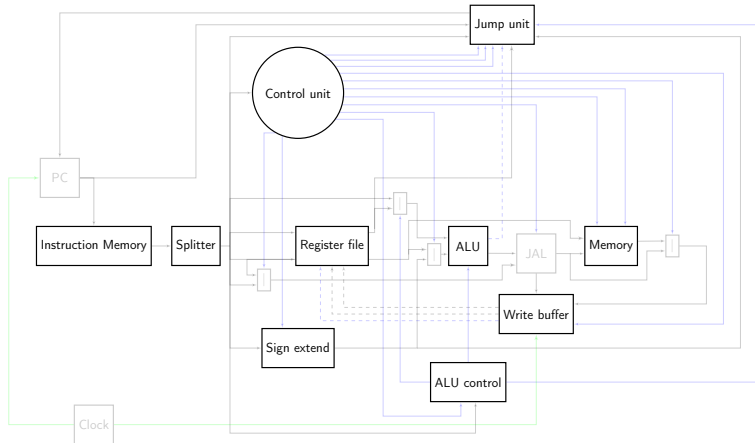 Jump unit
Control unit
PC
Instruction Memory
Splitter
Register file
ALU
JAL
Memory
Write buffer
Sign extend
ALU control
Clock